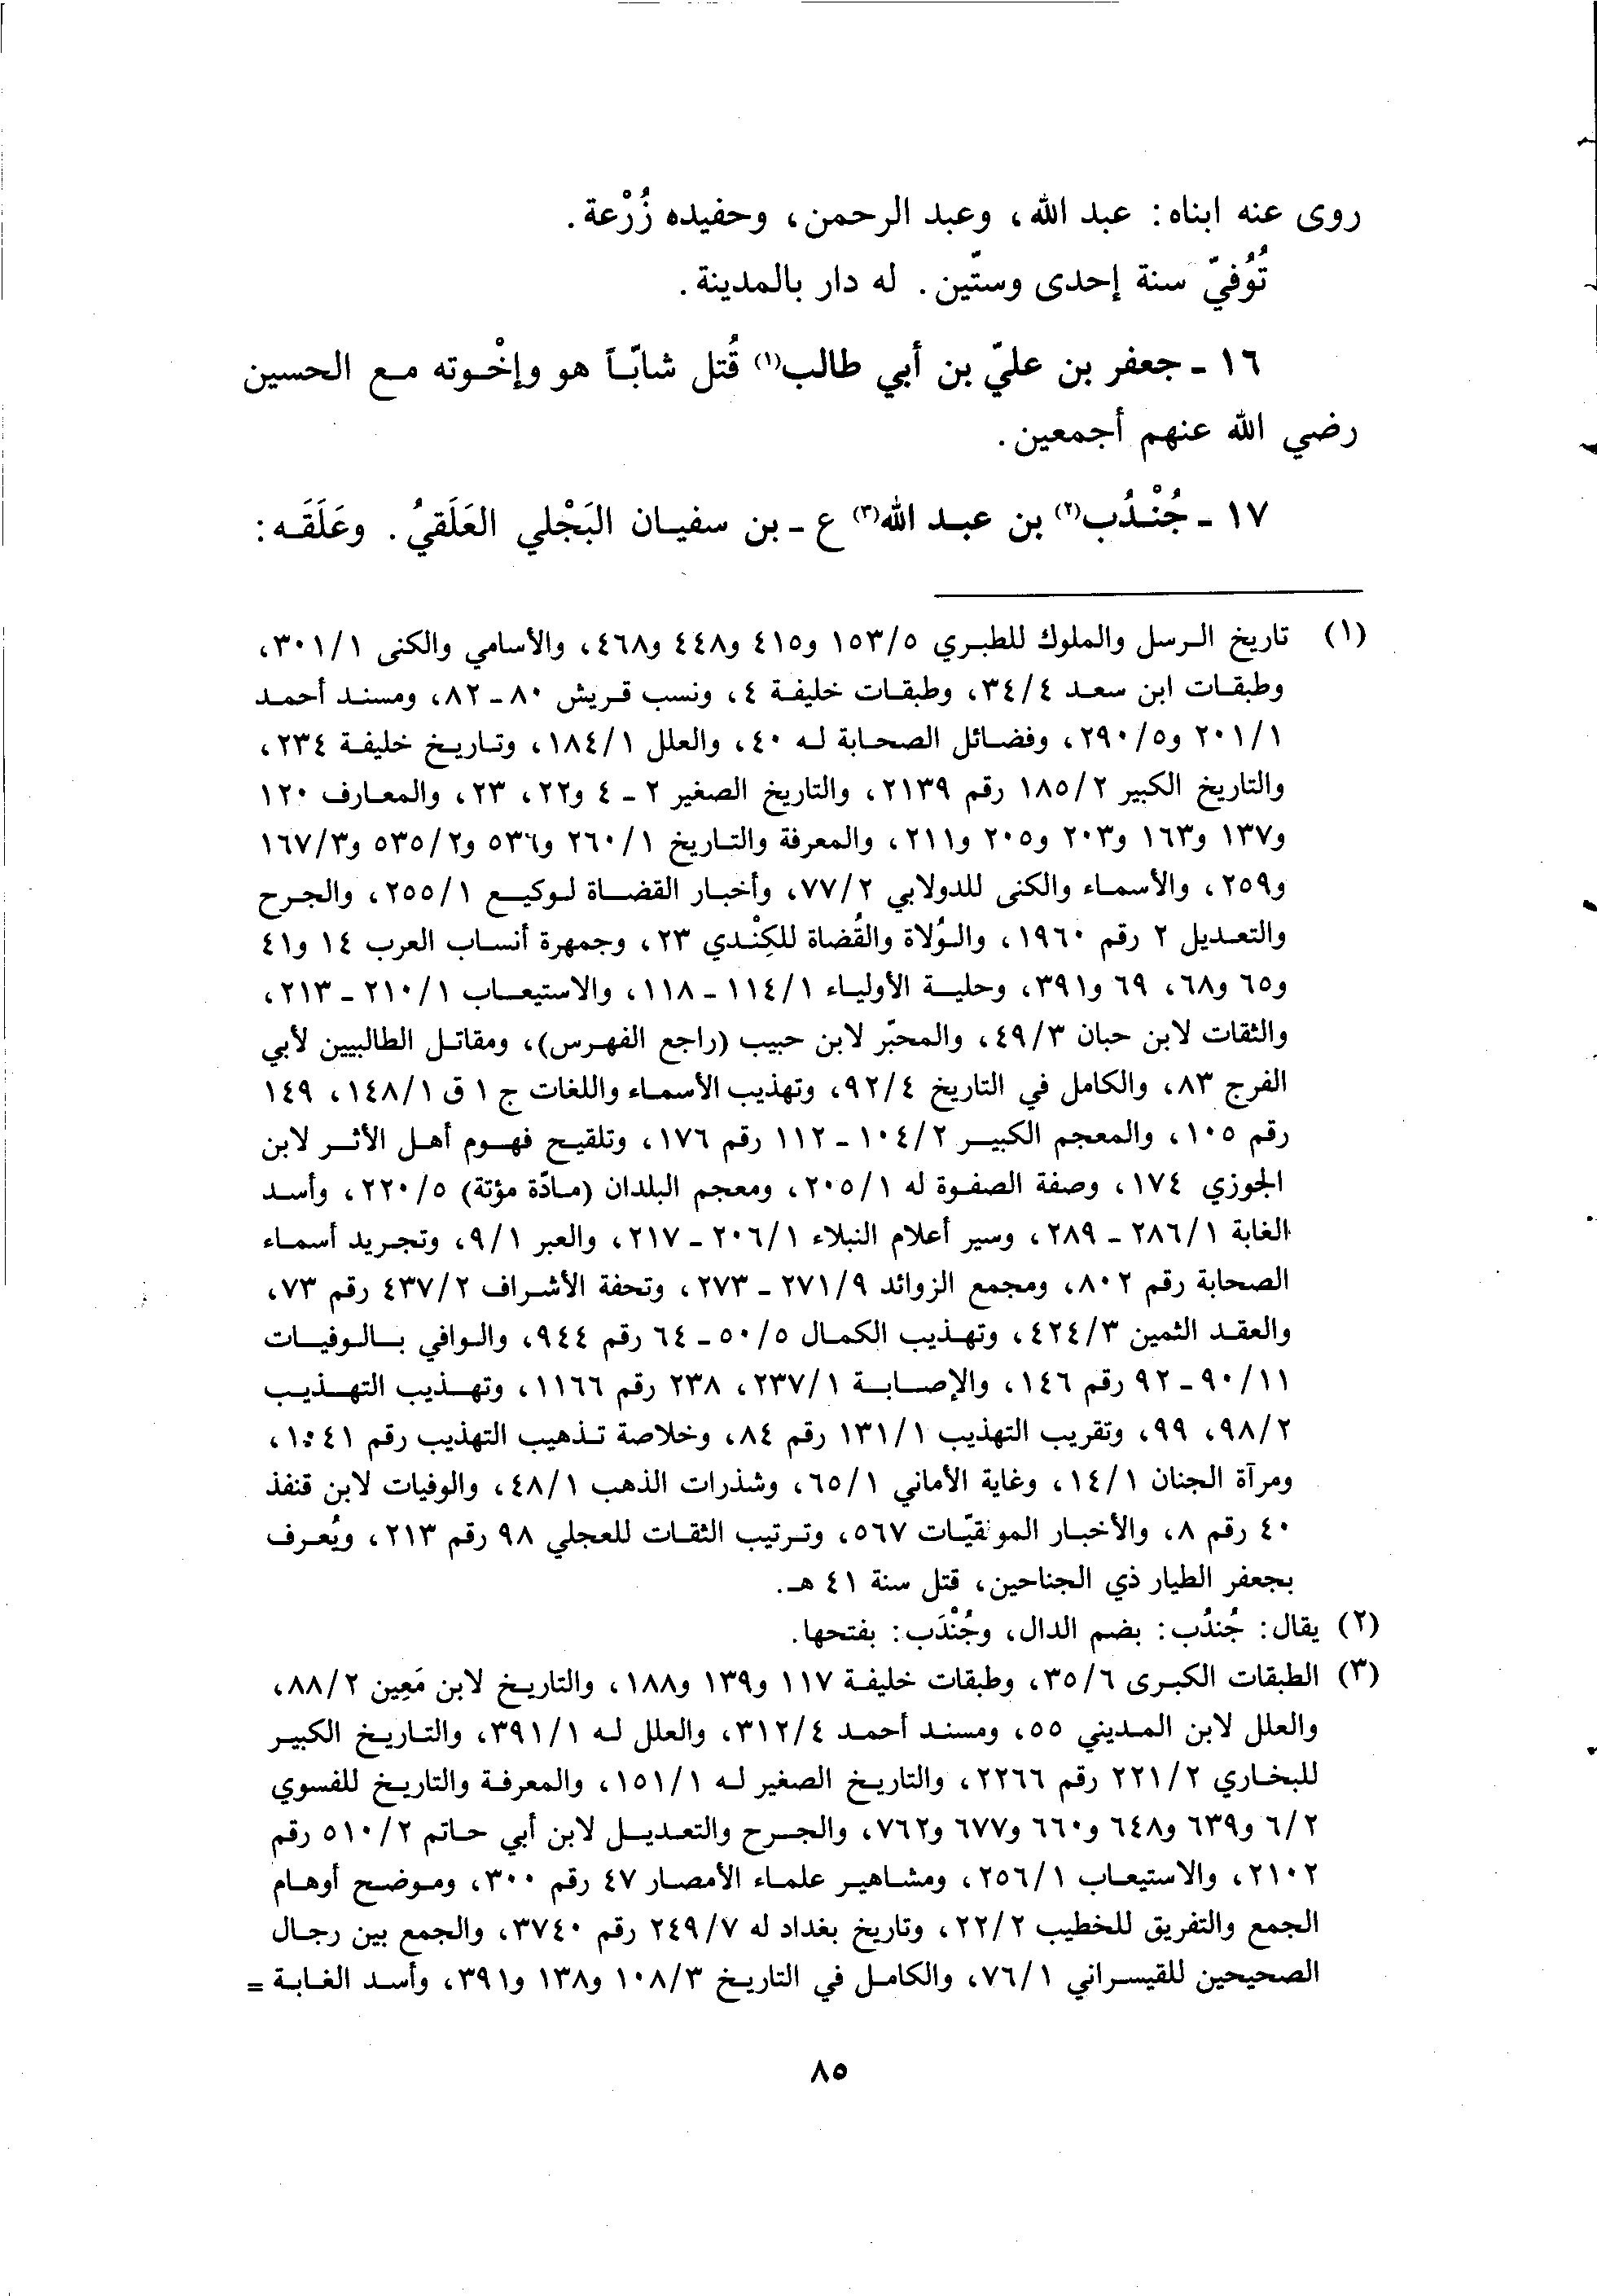 روى عنه ابناه: عبد الله، وعبد الرحمن، وحفيده زُرْعة.
تُوُفيّ سنة إحدى وستّين. له دار بالمدينة.
١٦ ـ جعفر بن عليّ بن أبي طالب(١) قُتل شابّاً هو وإخْوته مع الحسين
رضي الله عنهم أجمعين.
١٧ ـ جُنْدُب(٢) بن عبد الله(٣) ع ـ بن سفيان البَجْلي العَلَقيُ. وعَلَقَه:
(١) تاريخ الرسل والملوك للطبري ١٥٣/٥ و٤١٥ و٤٤٨ و٤٦٨، والأسامي والكنى ٣٠١/١،
وطبقات ابن سعد ٣٤/٤، وطبقات خليفة ٤، ونسب قريش ٨٠ ـ ٨٢، ومسند أحمد
٢٠١/١ و٢٩٠/٥، وفضائل الصحابة له ٤٠، والعلل ١٨٤/١، وتاريخ خليفة ٢٣٤،
والتاريخ الكبير ١٨٥/٢ رقم ٢١٣٩، والتاريخ الصغير ٢ ـ ٤ و٢٢، ٢٣، والمعارف ١٢٠
و١٣٧ و١٦٣ و٢٠٣ و٢٠٥ و٢١١، والمعرفة والتاريخ ٢٦٠/١ و٥٣٦ و٥٣٥/٢ و١٦٧/٣
و٢٥٩، والأسماء والكنى للدولابي ٧٧/٢، وأخبار القضاة لوكيع ٢٥٥/١، والجرح
والتعديل ٢ رقم ١٩٦٠، والوُلاة والقُضاة للكِنْدي ٢٣، وجمهرة أنساب العرب ١٤ و٤١
و٦٥ و٦٨، ٦٩ و٣٩١، وحلية الأولياء ١١٤/١ ـ ١١٨، والاستيعاب ٢١٠/١ ـ ٢١٣،
والثقات لابن حبان ٤٩/٣، والمحبّر لابن حبيب (راجع الفهرس)، ومقاتل الطالبيين لأبي
الفرج ٨٣، والكامل في التاريخ ٩٢/٤، وتهذيب الأسماء واللغات ج ١ ق ١٤٨/١، ١٤٩
رقم ١٠٥، والمعجم الكبير ١٠٤/٢ ـ ١١٢ رقم ١٧٦، وتلقيح فهوم أهل الأثر لابن
الجوزي ١٧٤، وصفة الصفوة له ٢٠٥/١، ومعجم البلدان (مادّة مؤتة) ٢٢٠/٥، وأسد
الغابة ٢٨٦/١ ـ ٢٨٩، وسير أعلام النبلاء ٢٠٦/١ ـ ٢١٧، والعبر ٩/١، وتجريد أسماء
الصحابة رقم ٨٠٢، ومجمع الزوائد ٢٧١/٩ ـ ٢٧٣، وتحفة الأشراف ٤٣٧/٢ رقم ٧٣،
والعقد الثمين ٤٢٤/٣، وتهذيب الكمال ٥٠/٥ ـ ٦٤ رقم ٩٤٤، والوافي بالوفيات
٩٠/١١ ـ ٩٢ رقم ١٤٦، والإصابة ٢٣٧/١، ٢٣٨ رقم ١١٦٦، وتهذيب التهذيب
٩٨/٢، ٩٩، وتقريب التهذيب ١٣١/١ رقم ٨٤، وخلاصة تذهيب التهذيب رقم ١٠٤١،
ومرآة الجنان ١٤/١، وغاية الأماني ٦٥/١، وشذرات الذهب ٤٨/١، والوفيات لابن قنفذ
٤٠ رقم ٨، والأخبار الموفقيّات ٥٦٧، وترتيب الثقات للعجلي ٩٨ رقم ٢١٣، ويُعرف
بجعفر الطيار ذي الجناحين، قتل سنة ٤١ هـ.
(٢) يقال: جُندُب: بضم الدال، وجُنْدَب: بفتحها.
(٣) الطبقات الكبرى ٣٥/٦، وطبقات خليفة ١١٧ و١٣٩ و١٨٨، والتاريخ لابن مَعِين ٨٨/٢،
والعلل لابن المديني ٥٥، ومسند أحمد ٣١٢/٤، والعلل له ٣٩١/١، والتاريخ الكبير
للبخاري ٢٢١/٢ رقم ٢٢٦٦، والتاريخ الصغير له ١٥١/١، والمعرفة والتاريخ للفسوي
٦/٢ و٦٣٩ و٦٤٨ و٦٦٠ و٦٧٧ و٧٦٢، والجرح والتعديل لابن أبي حاتم ٥١٠/٢ رقم
٢١٠٢، والاستيعاب ٢٥٦/١، ومشاهير علماء الأمصار ٤٧ رقم ٣٠٠، وموضح أوهام
الجمع والتفريق للخطيب ٢٢/٢، وتاريخ بغداد له ٢٤٩/٧ رقم ٣٧٤٠، والجمع بين رجال
الصحيحين للقيسراني ٧٦/١، والكامل في التاريخ ١٠٨/٣ و١٣٨ و٣٩١، وأسد الغابة =
٨٥